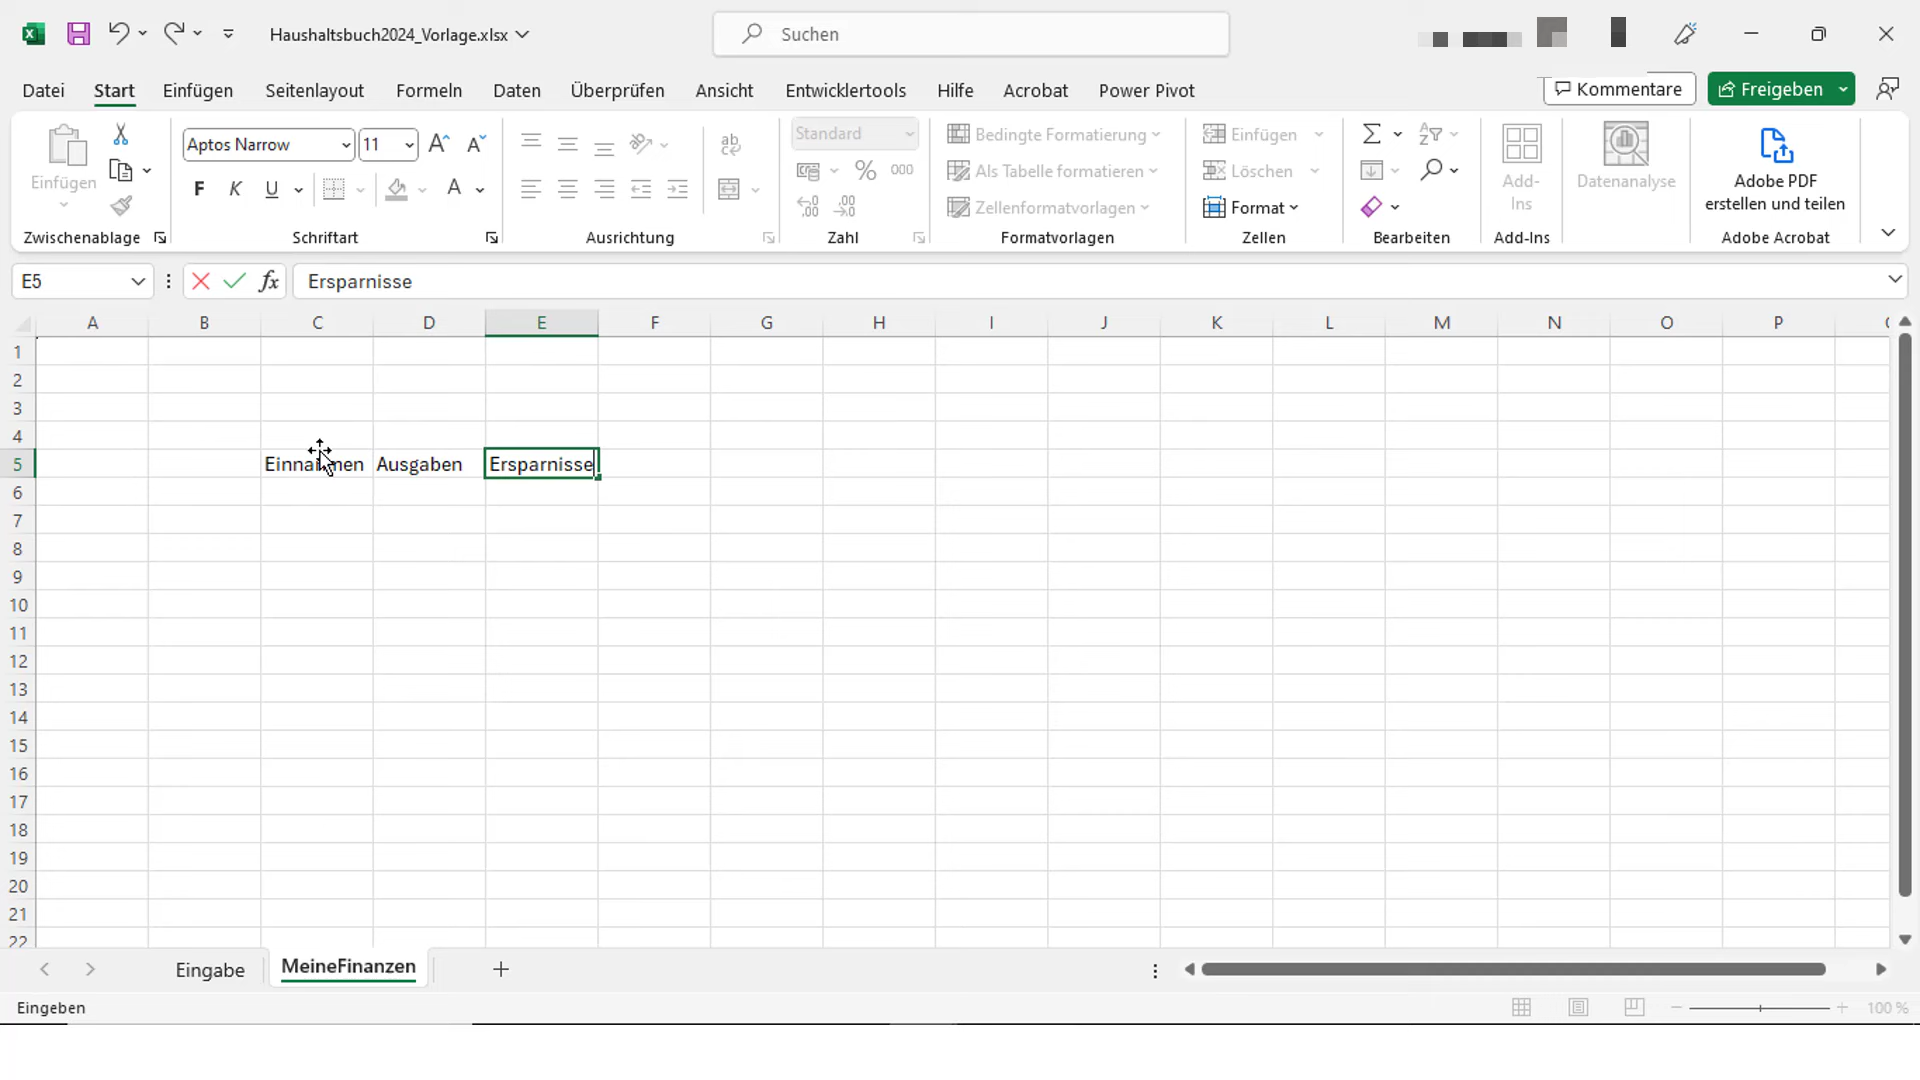 Haushaltsbuch2024_Vorlage.xlsx
Suchen
Datei Start Einfügen Seitenlayout Formeln Daten Überprüfen Ansicht Entwicklertools Hilfe Acrobat Power Pivot
Kommentare Freigeben
Einfügen
Zwischenablage
Aptos Narrow 11
F K U A
Schriftart
ab
c
Ausrichtung
Standard
% 000
Zahl
Bedingte Formatierung
Als Tabelle formatieren
Zellenformatvorlagen
Formatvorlagen
Einfügen
Löschen
Format
Zellen
Bearbeiten
Add-
Ins
Add-Ins
Datenanalyse
Adobe PDF
erstellen und teilen
Adobe Acrobat
E5 fx Ersparnisse
A B C D E F G H I J K L M N O P
1
2
3
4
5 Einnahmen Ausgaben Ersparnisse
6
7
8
9
10
11
12
13
14
15
16
17
18
19
20
21
22
Eingabe MeineFinanzen
Eingeben 100 %